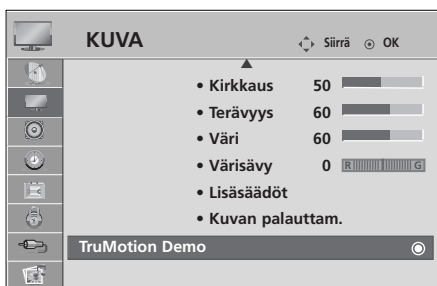 KUVA Siirrä OK
• Kirkkaus 50
• Terävyys 60
• Väri 60
• Värisävy 0 R G
• Lisäsäädöt
• Kuvan palauttam.
TruMotion Demo